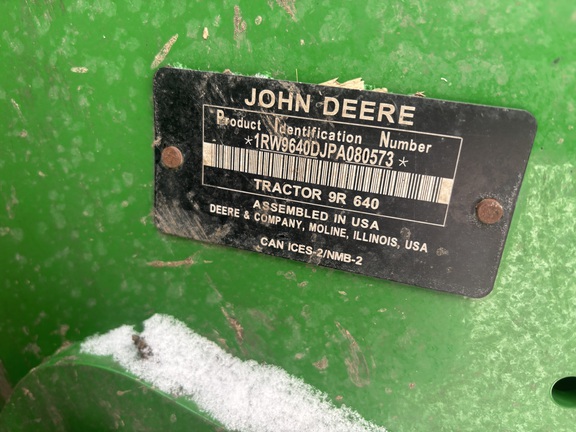 JOHN DEERE
Product Identification Number
*1RW9640DJPA080573*
TRACTOR 9R 640
ASSEMBLED IN USA
DEERE & COMPANY, MOLINE, ILLINOIS, USA
CAN ICES-2/NMB-2